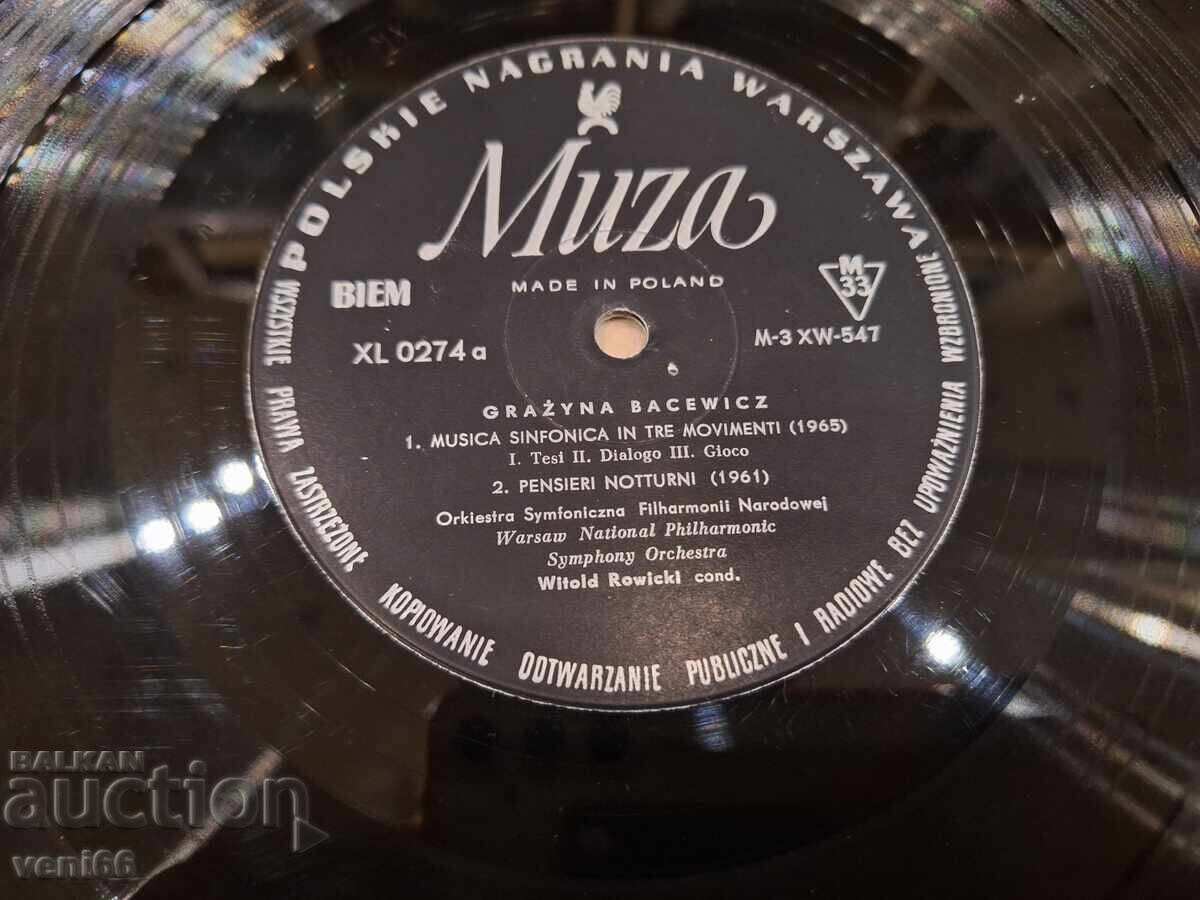 POLSKIE NAGRANIA WARSZAWA
Muza
MADE IN POLAND
BIEM
M
33
XL 0274 a
M-3 XW-547
GRAŻYNA BACEWICZ
1. MUSICA SINFONICA IN TRE MOVIMENTI (1965)
I. Tesi II. Dialogo III. Gioco
2. PENSIERI NOTTURNI (1961)
Orkiestra Symfoniczna Filharmonii Narodowej
Warsaw National Philharmonic
Symphony Orchestra
Witold Rowicki cond.
WSZYSTKIE PRAWA ZASTRZEŻONE KOPIOWANIE ODTWARZANIE PUBLICZNE I RADIOWE BEZ UPOWAŻNIENIA WZBRONIONE
BALKAN
auction
veni66